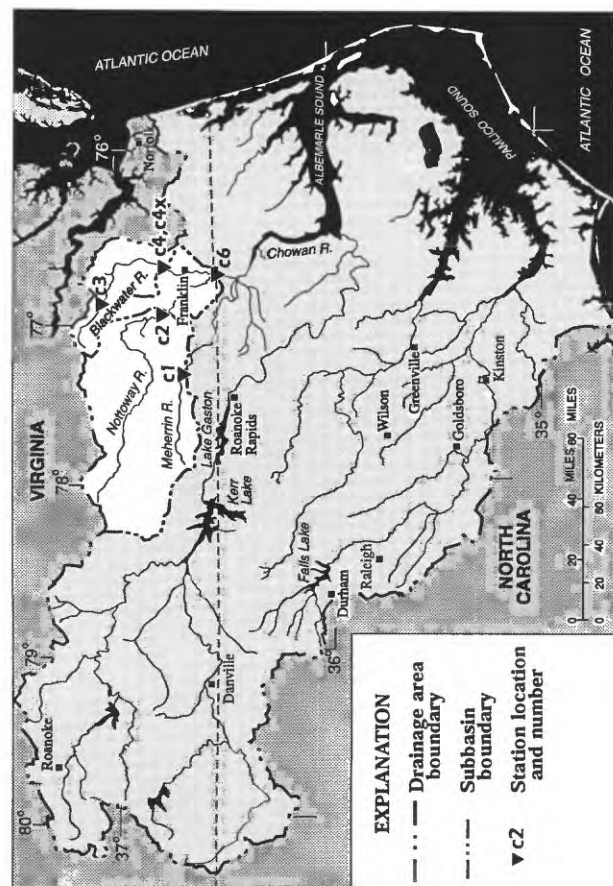 VIRGINIA
ATLANTIC OCEAN
80°
79°
78°
77°
76°
37°
Roanoke
Nottoway R.
Blackwater R.
c3
c4, c4x
Norfolk
c2
c1
Meherrin R.
Franklin
c6
Danville
Kerr
Lake
Lake Gaston
Roanoke
Rapids
Chowan R.
ALBEMARLE SOUND
36°
Durham
Falls Lake
Raleigh
Wilson
Greenville
Goldsboro
Kinston
PAMLICO SOUND
35°
ATLANTIC OCEAN
NORTH
CAROLINA
0 20 40 60 MILES
0 20 40 60 80 KILOMETERS
EXPLANATION
Drainage area
boundary
Subbasin
boundary
c2 Station location
and number